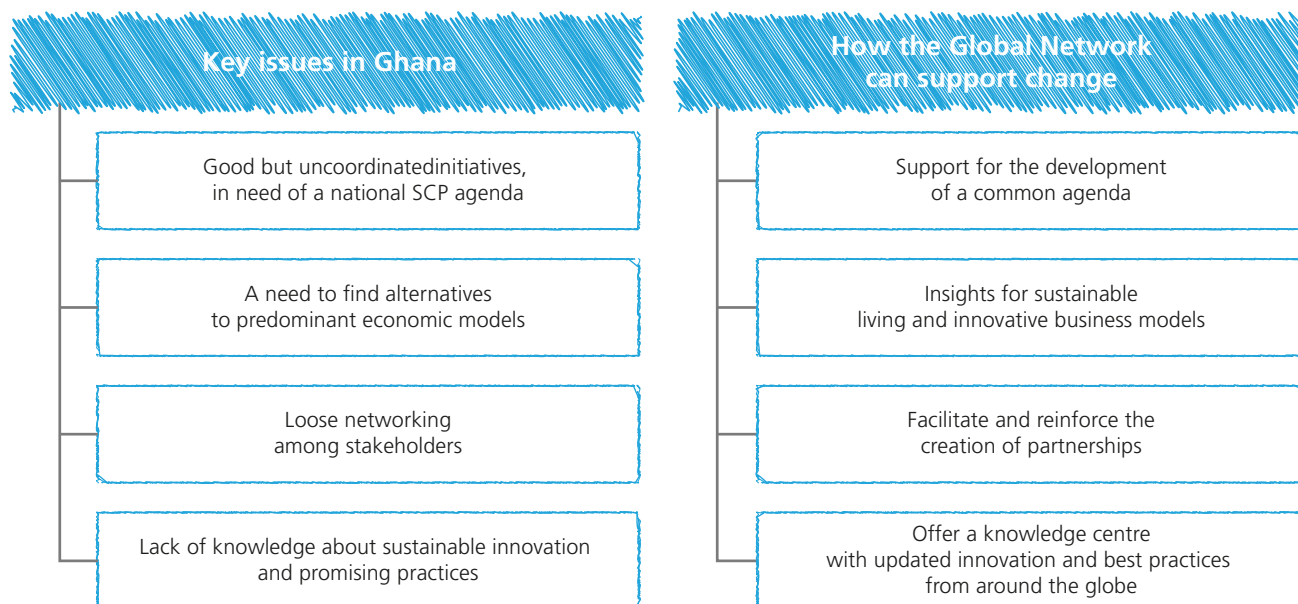 Key issues in Ghana
Good but uncoordinatedinitiatives,
in need of a national SCP agenda
A need to find alternatives
to predominant economic models
Loose networking
among stakeholders
Lack of knowledge about sustainable innovation
and promising practices
How the Global Network
can support change
Support for the development
of a common agenda
Insights for sustainable
living and innovative business models
Facilitate and reinforce the
creation of partnerships
Offer a knowledge centre
with updated innovation and best practices
from around the globe